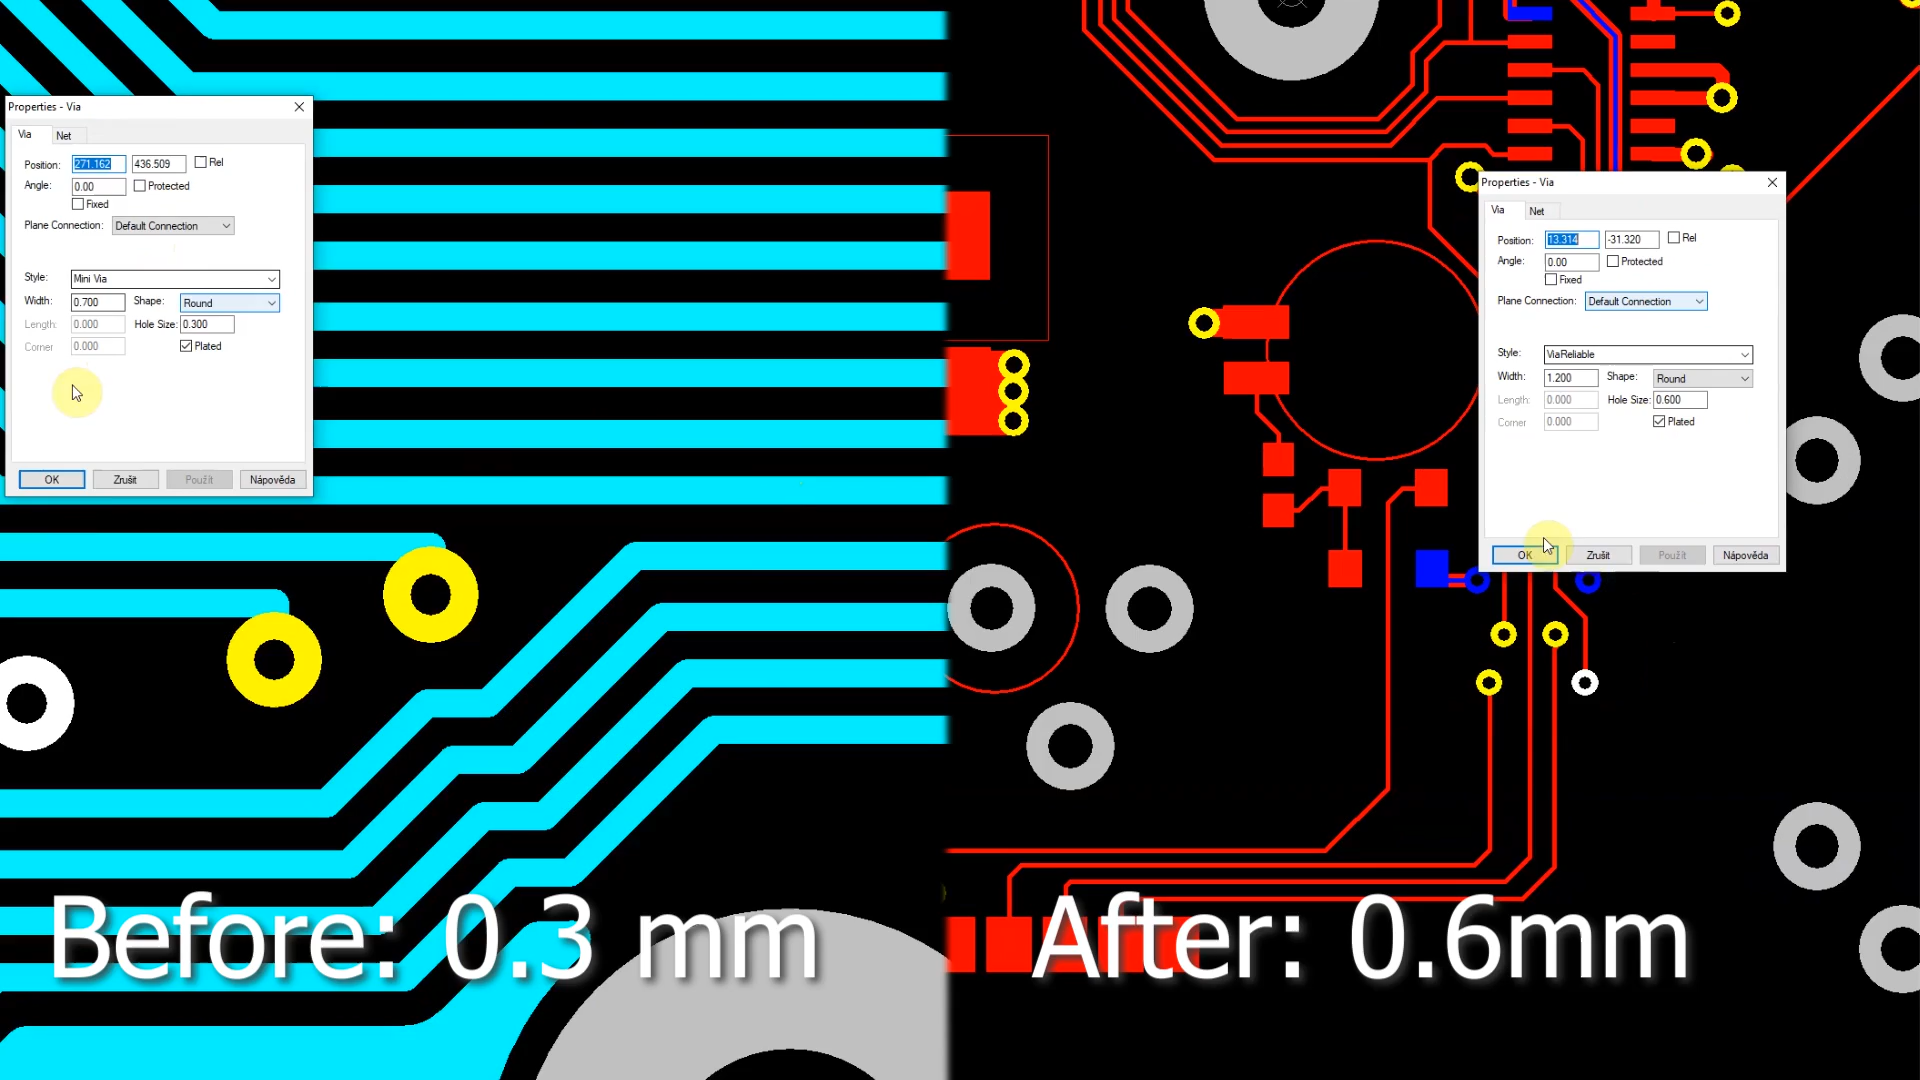 Properties - Via
Via Net
Position: 271.162 436.509 Rel
Angle: 0.00 Protected
Fixed
Plane Connection: Default Connection
Style: Mini Via
Width: 0.700 Shape: Round
Length: 0.000 Hole Size: 0.300
Corner 0.000 Plated
OK Zrušit Použít Nápověda
Properties - Via
Via Net
Position: 13.314 -31.320 Rel
Angle: 0.00 Protected
Fixed
Plane Connection: Default Connection
Style: ViaReliable
Width: 1.200 Shape: Round
Length: 0.000 Hole Size: 0.600
Corner 0.000 Plated
OK Zrušit Použít Nápověda
Before: 0.3 mm
After: 0.6mm